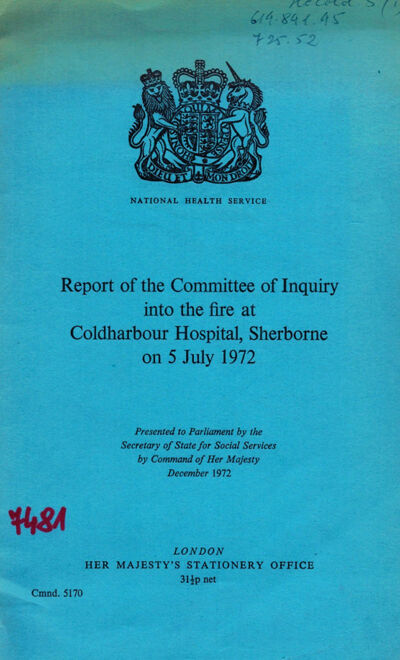 619.891.45
725.52
DIEU ET MON DROIT
NATIONAL HEALTH SERVICE
Report of the Committee of Inquiry
into the fire at
Coldharbour Hospital, Sherborne
on 5 July 1972
Presented to Parliament by the
Secretary of State for Social Services
by Command of Her Majesty
December 1972
7481
LONDON
HER MAJESTY'S STATIONERY OFFICE
31½p net
Cmnd. 5170